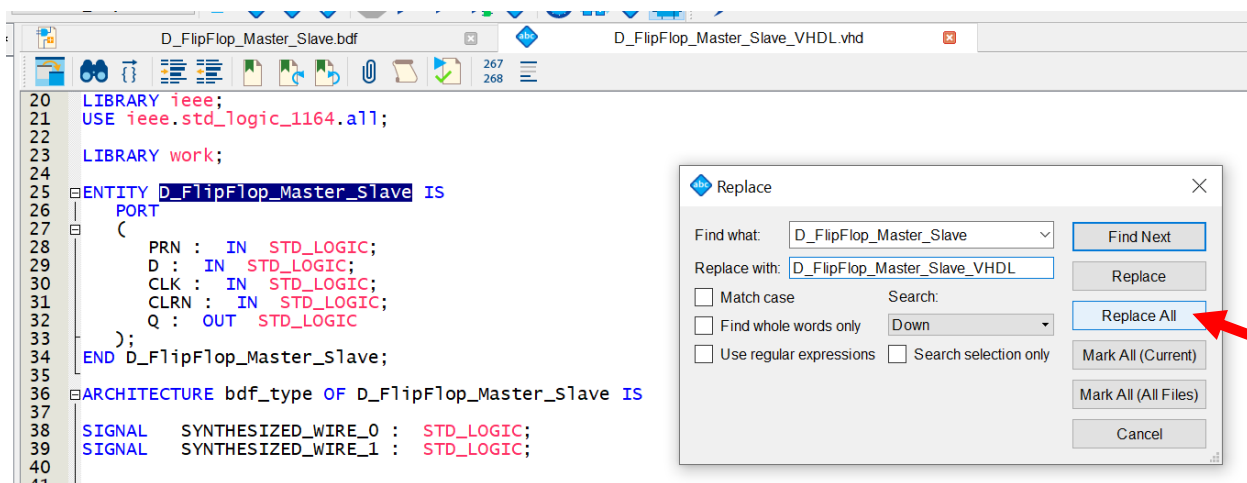 D_FlipFlop_Master_Slave.bdf
abc
D_FlipFlop_Master_Slave_VHDL.vhd
267
268
20 LIBRARY ieee;
21 USE ieee.std_logic_1164.all;
22
23 LIBRARY work;
24
25 ENTITY D_FlipFlop_Master_Slave IS
26 PORT
27 (
28 PRN : IN STD_LOGIC;
29 D : IN STD_LOGIC;
30 CLK : IN STD_LOGIC;
31 CLRN : IN STD_LOGIC;
32 Q : OUT STD_LOGIC
33 );
34 END D_FlipFlop_Master_Slave;
35
36 ARCHITECTURE bdf_type OF D_FlipFlop_Master_Slave IS
37
38 SIGNAL SYNTHESIZED_WIRE_0 : STD_LOGIC;
39 SIGNAL SYNTHESIZED_WIRE_1 : STD_LOGIC;
40
abc Replace
Find what: D_FlipFlop_Master_Slave
Find Next
Replace with: D_FlipFlop_Master_Slave_VHDL
Replace
Match case
Search:
Replace All
Find whole words only
Down
Use regular expressions
Search selection only
Mark All (Current)
Mark All (All Files)
Cancel